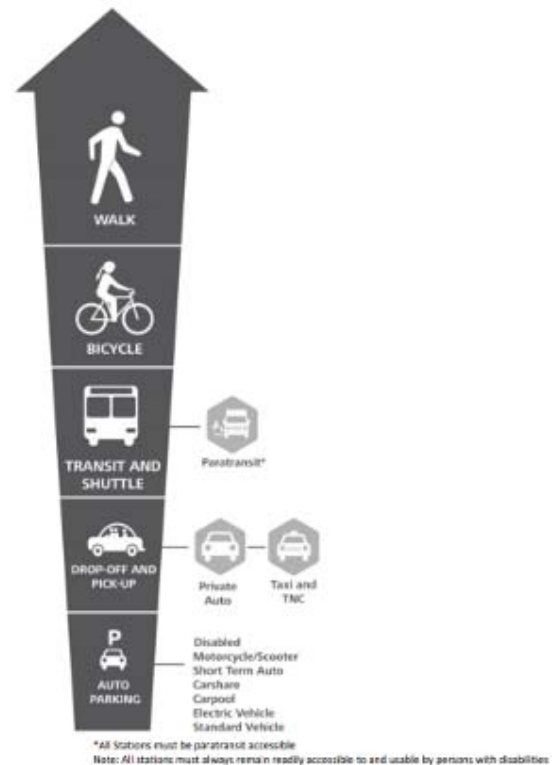 WALK
BICYCLE
TRANSIT AND
SHUTTLE
Paratransit*
DROP-OFF AND
PICK-UP
Private
Auto
Taxi and
TNC
P
AUTO
PARKING
Disabled
Motorcycle/Scooter
Short Term Auto
Carshare
Carpool
Electric Vehicle
Standard Vehicle
*All Stations must be paratransit accessible
Note: All stations must always remain readily accessible to and usable by persons with disabilities